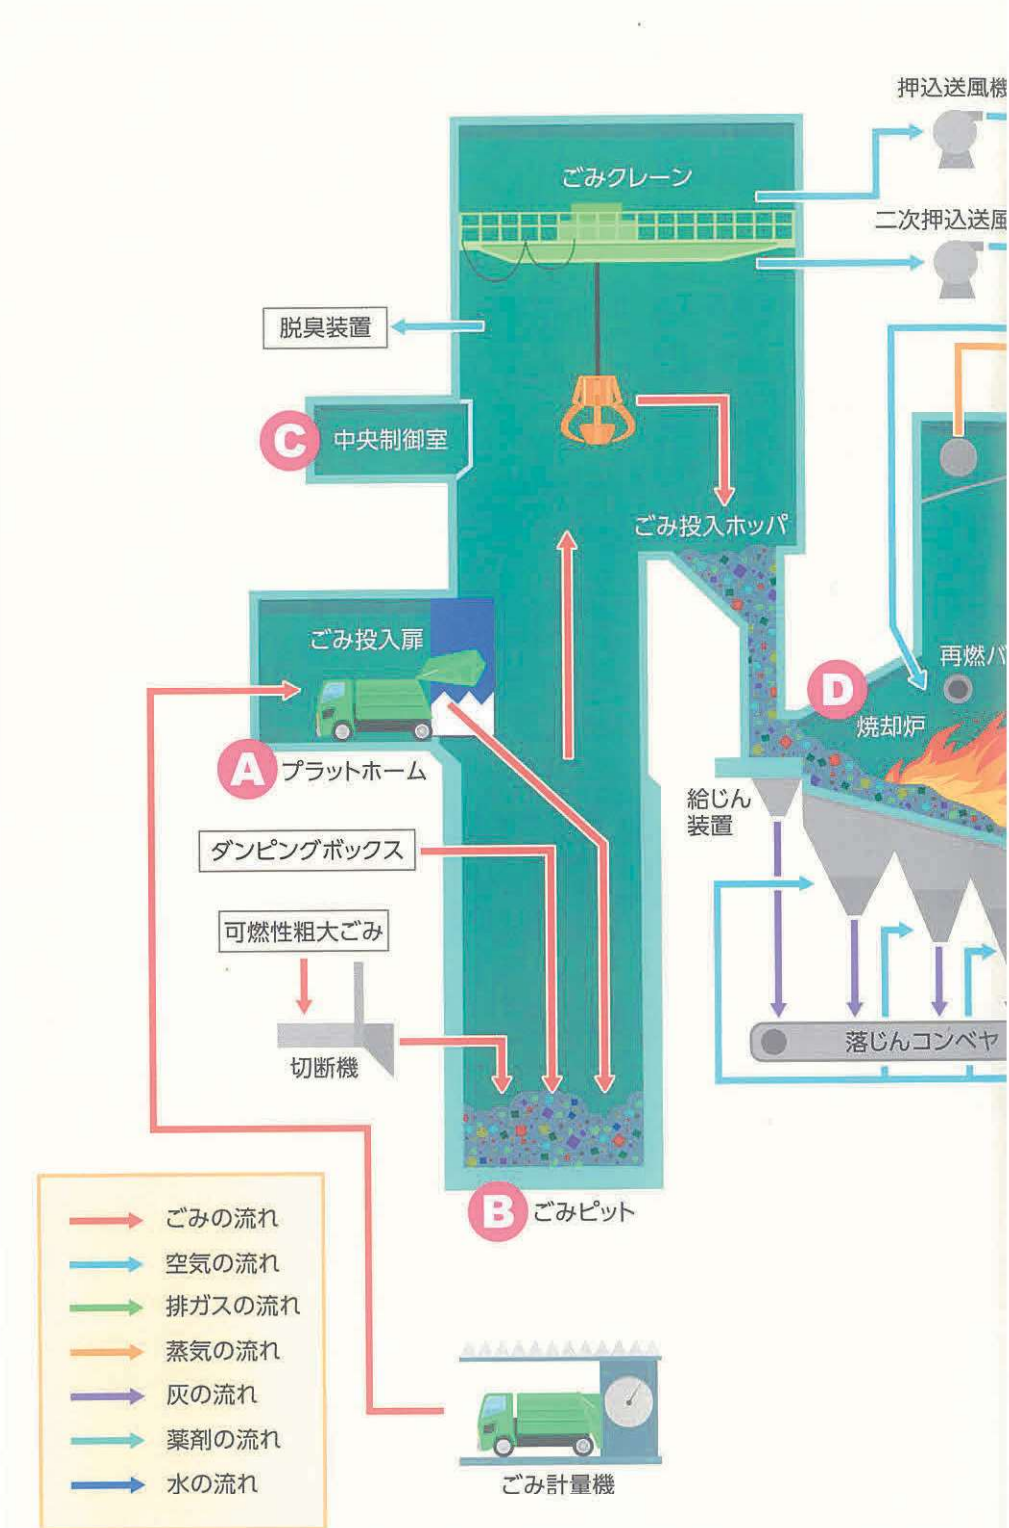 押込送風機
ごみクレーン
二次押込送風
脱臭装置
C
中央制御室
ごみ投入ホッパ
ごみ投入扉
再燃バ
D
焼却炉
A
プラットホーム
給じん
装置
ダンピングボックス
可燃性粗大ごみ
切断機
落じんコンベヤ
B
ごみピット
ごみの流れ
空気の流れ
排ガスの流れ
蒸気の流れ
灰の流れ
薬剤の流れ
水の流れ
ごみ計量機